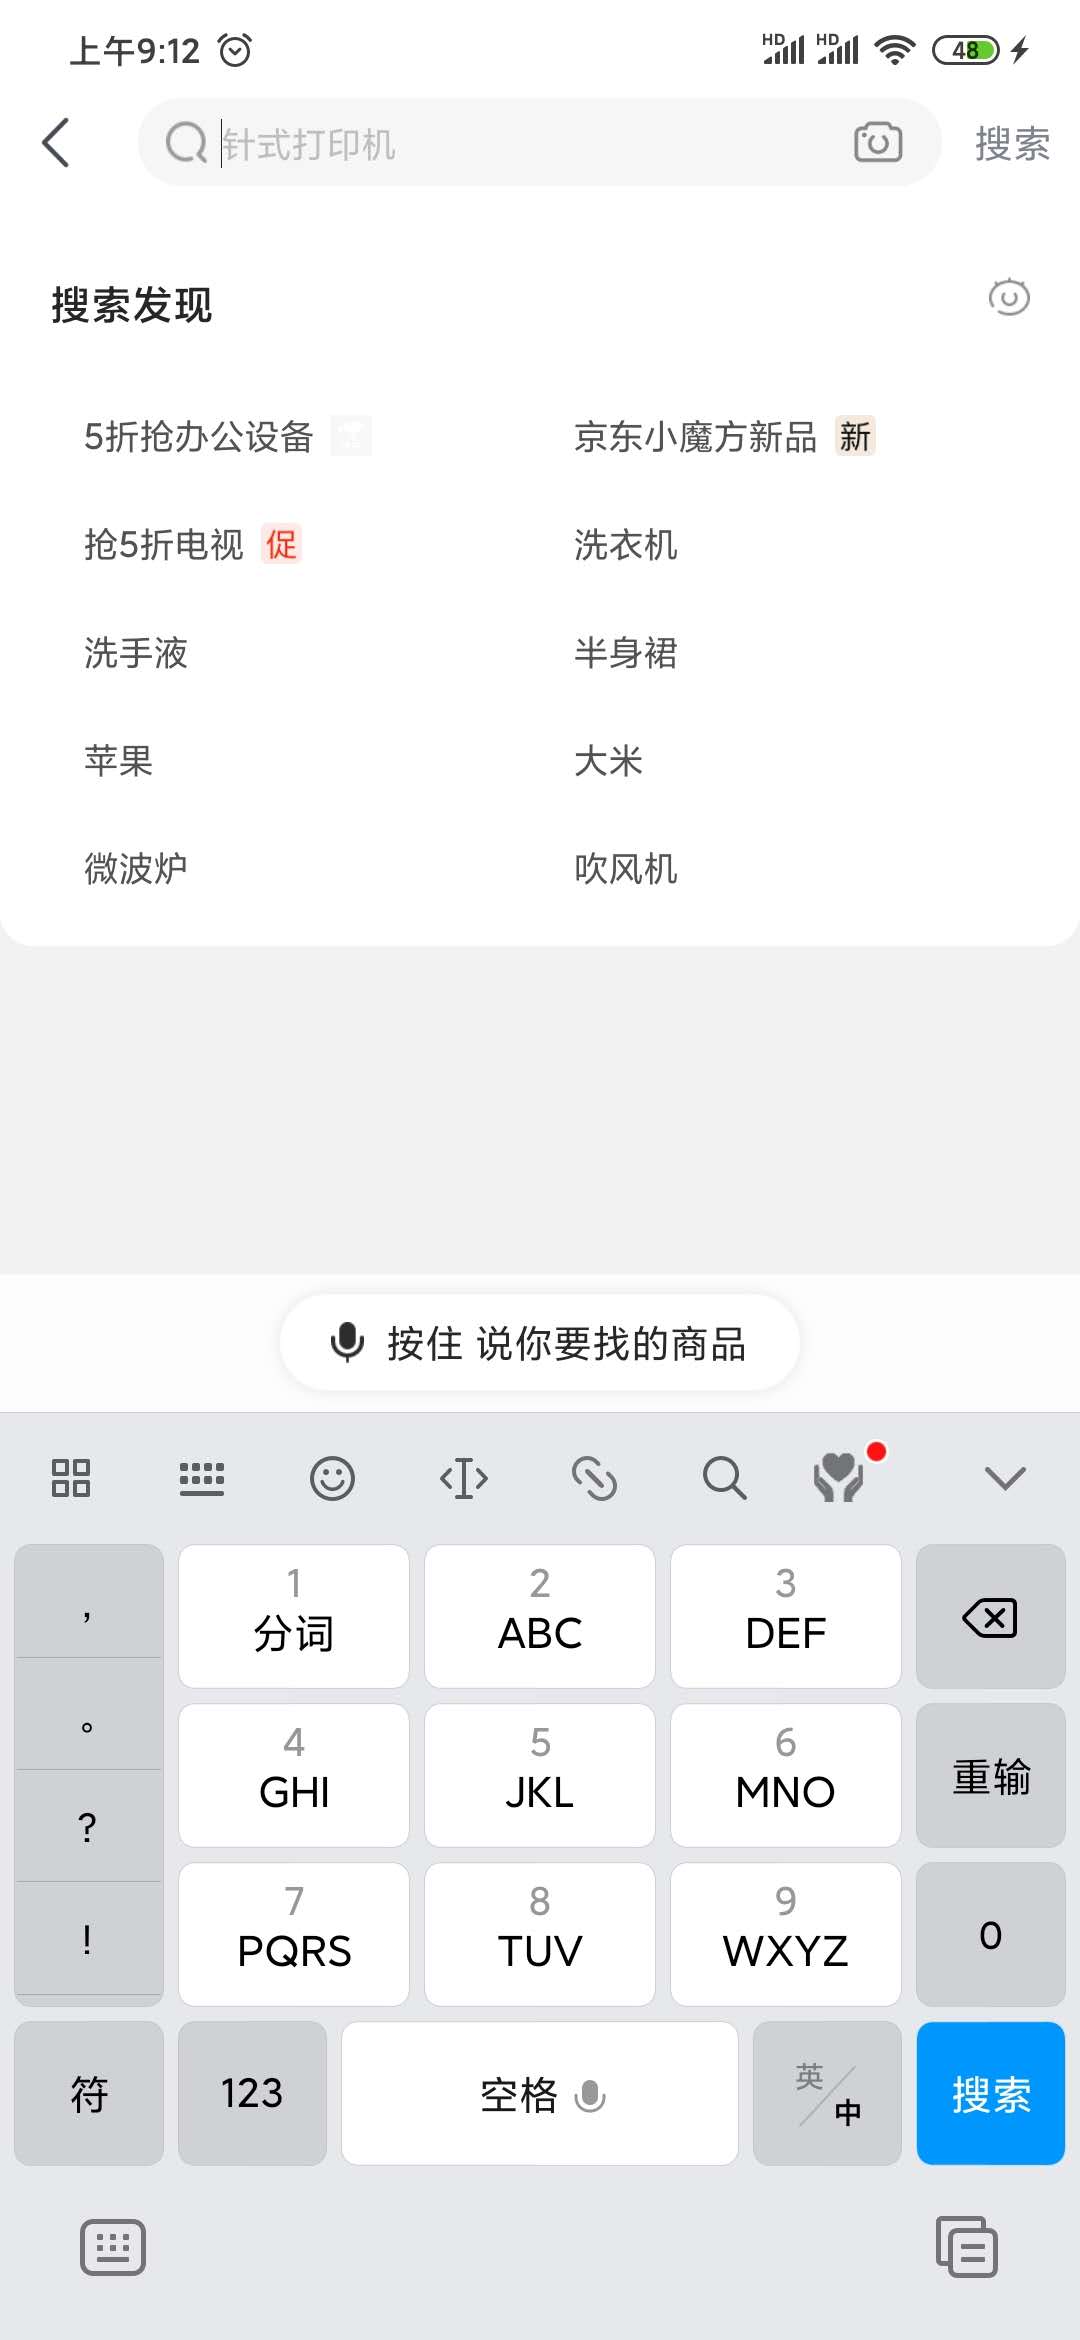 上午9:12 HD HD 48
针式打印机 搜索
搜索发现
5折抢办公设备 京东小魔方新品 新
抢5折电视 促 洗衣机
洗手液 半身裙
苹果 大米
微波炉 吹风机
按住 说你要找的商品
, 1 2 3
分词 ABC DEF
。 4 5 6
GHI JKL MNO 重输
?
! 7 8 9
PQRS TUV WXYZ 0
符 123 空格 英/中 搜索